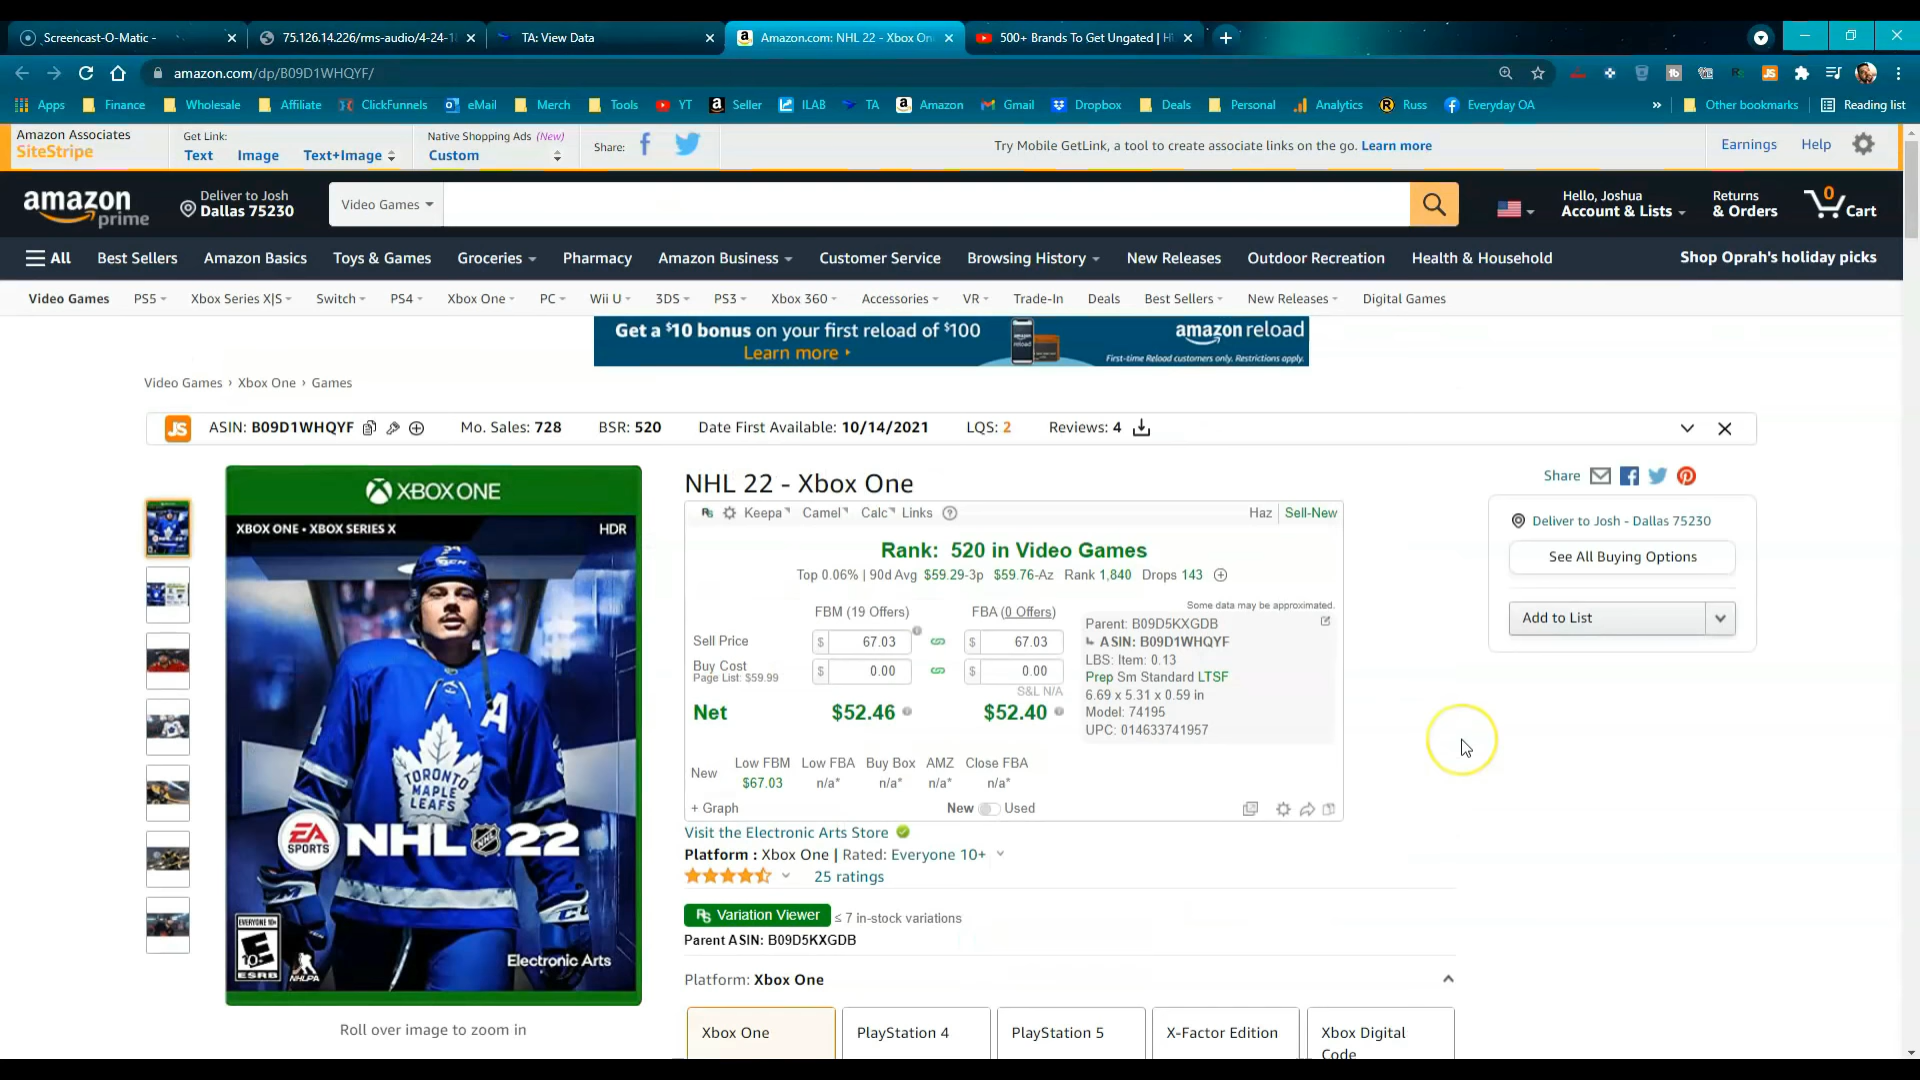 Screencast-O-Matic -
75.126.14.226/rms-audio/4-24-1
TA: View Data
Amazon.com: NHL 22 - Xbox On
500+ Brands To Get Ungated | H
amazon.com/dp/B09D1WHQYF/
Apps Finance Wholesale Affiliate ClickFunnels eMail Merch Tools YT Seller ILAB TA Amazon Gmail Dropbox Deals Personal Analytics Russ Everyday OA » Other bookmarks Reading list
Amazon Associates
SiteStripe
Get Link:
Text Image Text+Image
Native Shopping Ads (New)
Custom
Share:
Try Mobile GetLink, a tool to create associate links on the go. Learn more
Earnings Help
amazon prime
Deliver to Josh
Dallas 75230
Video Games
Hello, Joshua
Account & Lists
Returns
& Orders
0
Cart
All Best Sellers Amazon Basics Toys & Games Groceries Pharmacy Amazon Business Customer Service Browsing History New Releases Outdoor Recreation Health & Household Shop Oprah's holiday picks
Video Games PS5 Xbox Series X|S Switch PS4 Xbox One PC Wii U 3DS PS3 Xbox 360 Accessories VR Trade-In Deals Best Sellers New Releases Digital Games
Get a $10 bonus on your first reload of $100
Learn more
amazon reload
First-time Reload customers only. Restrictions apply.
Video Games › Xbox One › Games
JS ASIN: B09D1WHQYF Mo. Sales: 728 BSR: 520 Date First Available: 10/14/2021 LQS: 2 Reviews: 4
XBOX ONE
XBOX ONE • XBOX SERIES X HDR
A
TORONTO
MAPLE
LEAFS
EA
SPORTS
NHL 22
EVERYONE 10+
E
10+
ESRB
NHLPA
Electronic Arts
Roll over image to zoom in
NHL 22 - Xbox One
Rs Keepa Camel Calc Links ? Haz Sell-New
Rank: 520 in Video Games
Top 0.06% | 90d Avg $59.29-3p $59.76-Az Rank 1,840 Drops 143
Some data may be approximated.
FBM (19 Offers) FBA (0 Offers)
Sell Price $ 67.03 $ 67.03
Buy Cost $ 0.00 $ 0.00
Page List: $59.99
S&L N/A
Net $52.46 $52.40
Parent: B09D5KXGDB
ASIN: B09D1WHQYF
LBS: Item: 0.13
Prep Sm Standard LTSF
6.69 x 5.31 x 0.59 in
Model: 74195
UPC: 014633741957
Low FBM Low FBA Buy Box AMZ Close FBA
New $67.03 n/a* n/a* n/a* n/a*
+ Graph New Used
Visit the Electronic Arts Store
Platform : Xbox One | Rated: Everyone 10+
25 ratings
Rs Variation Viewer ≤ 7 in-stock variations
Parent ASIN: B09D5KXGDB
Platform: Xbox One
Xbox One PlayStation 4 PlayStation 5 X-Factor Edition Xbox Digital Code
Share
Deliver to Josh - Dallas 75230
See All Buying Options
Add to List